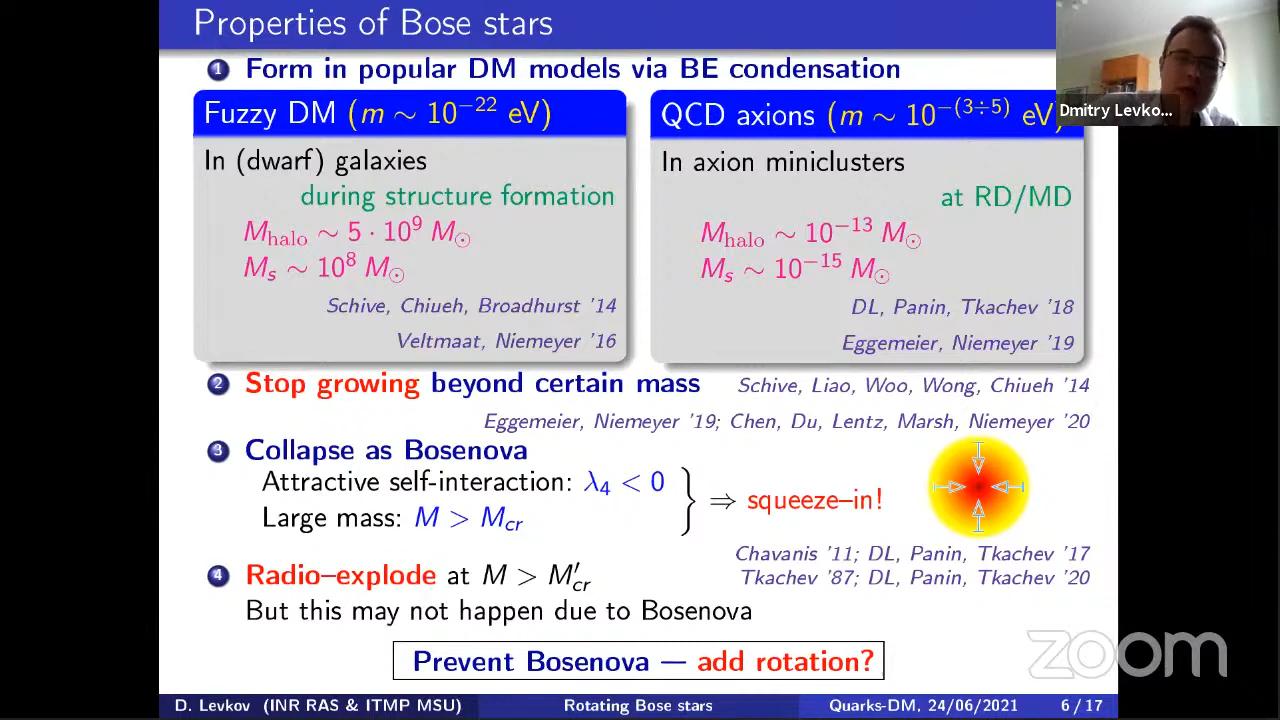 Properties of Bose stars
Dmitry Levko...
1 Form in popular DM models via BE condensation
Fuzzy DM (m ∼ 10⁻²² eV)
In (dwarf) galaxies
during structure formation
M_halo ∼ 5 · 10⁹ M_⊙
M_s ∼ 10⁸ M_⊙
Schive, Chiueh, Broadhurst '14
Veltmaat, Niemeyer '16
QCD axions (m ∼ 10^{−(3÷5)} eV)
In axion miniclusters
at RD/MD
M_halo ∼ 10⁻¹³ M_⊙
M_s ∼ 10⁻¹⁵ M_⊙
DL, Panin, Tkachev '18
Eggemeier, Niemeyer '19
2 Stop growing beyond certain mass Schive, Liao, Woo, Wong, Chiueh '14
Eggemeier, Niemeyer '19; Chen, Du, Lentz, Marsh, Niemeyer '20
3 Collapse as Bosenova
Attractive self-interaction: λ₄ < 0
Large mass: M > M_cr
} ⇒ squeeze–in!
Chavanis '11; DL, Panin, Tkachev '17
4 Radio–explode at M > M′_cr Tkachev '87; DL, Panin, Tkachev '20
But this may not happen due to Bosenova
Prevent Bosenova — add rotation?
zoom
D. Levkov (INR RAS & ITMP MSU) Rotating Bose stars Quarks-DM, 24/06/2021 6 / 17